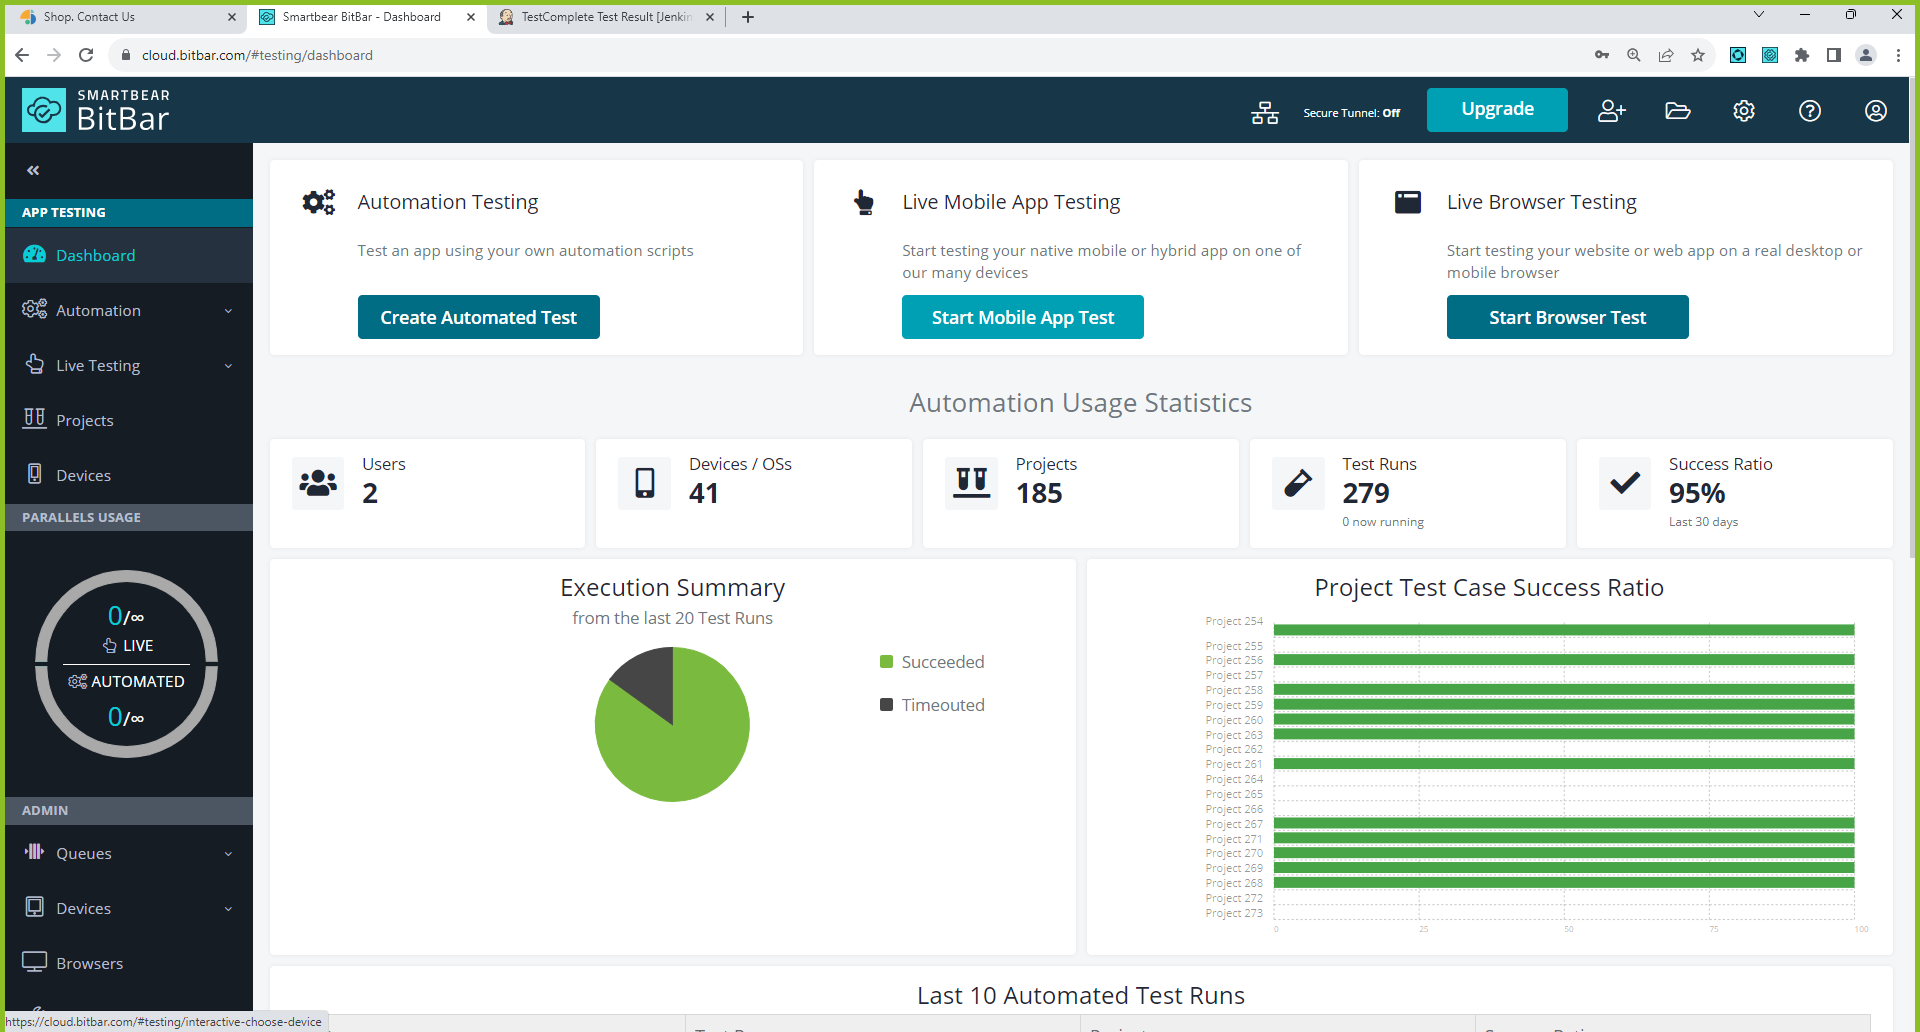 Shop. Contact Us
Smartbear BitBar - Dashboard
TestComplete Test Result [Jenkin
cloud.bitbar.com/#testing/dashboard
SMARTBEAR
BitBar
Secure Tunnel: Off
Upgrade
APP TESTING
Dashboard
Automation
Live Testing
Projects
Devices
PARALLELS USAGE
0/∞
LIVE
AUTOMATED
0/∞
ADMIN
Queues
Devices
Browsers
https://cloud.bitbar.com/#testing/interactive-choose-device
Automation Testing
Test an app using your own automation scripts
Create Automated Test
Live Mobile App Testing
Start testing your native mobile or hybrid app on one of
our many devices
Start Mobile App Test
Live Browser Testing
Start testing your website or web app on a real desktop or
mobile browser
Start Browser Test
Automation Usage Statistics
Users
2
Devices / OSs
41
Projects
185
Test Runs
279
0 now running
Success Ratio
95%
Last 30 days
Execution Summary
from the last 20 Test Runs
Succeeded
Timeouted
Project Test Case Success Ratio
Project 254
Project 255
Project 256
Project 257
Project 258
Project 259
Project 260
Project 263
Project 262
Project 261
Project 264
Project 265
Project 266
Project 267
Project 271
Project 270
Project 269
Project 268
Project 272
Project 273
0 25 50 75 100
Last 10 Automated Test Runs